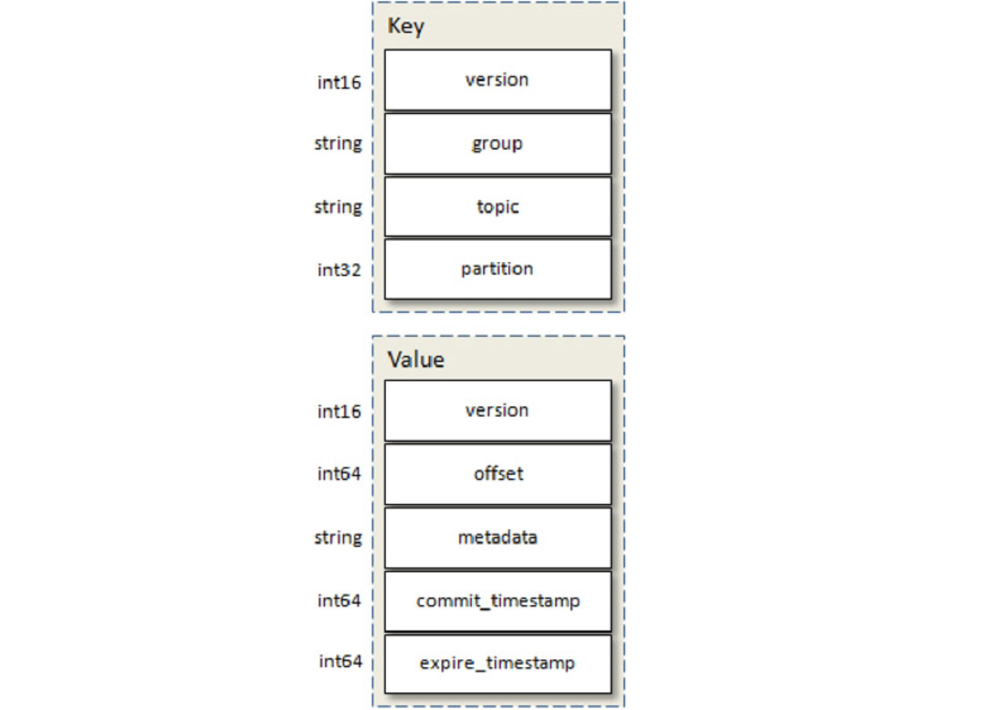 Key
int16 version
string group
string topic
int32 partition
Value
int16 version
int64 offset
string metadata
int64 commit_timestamp
int64 expire_timestamp